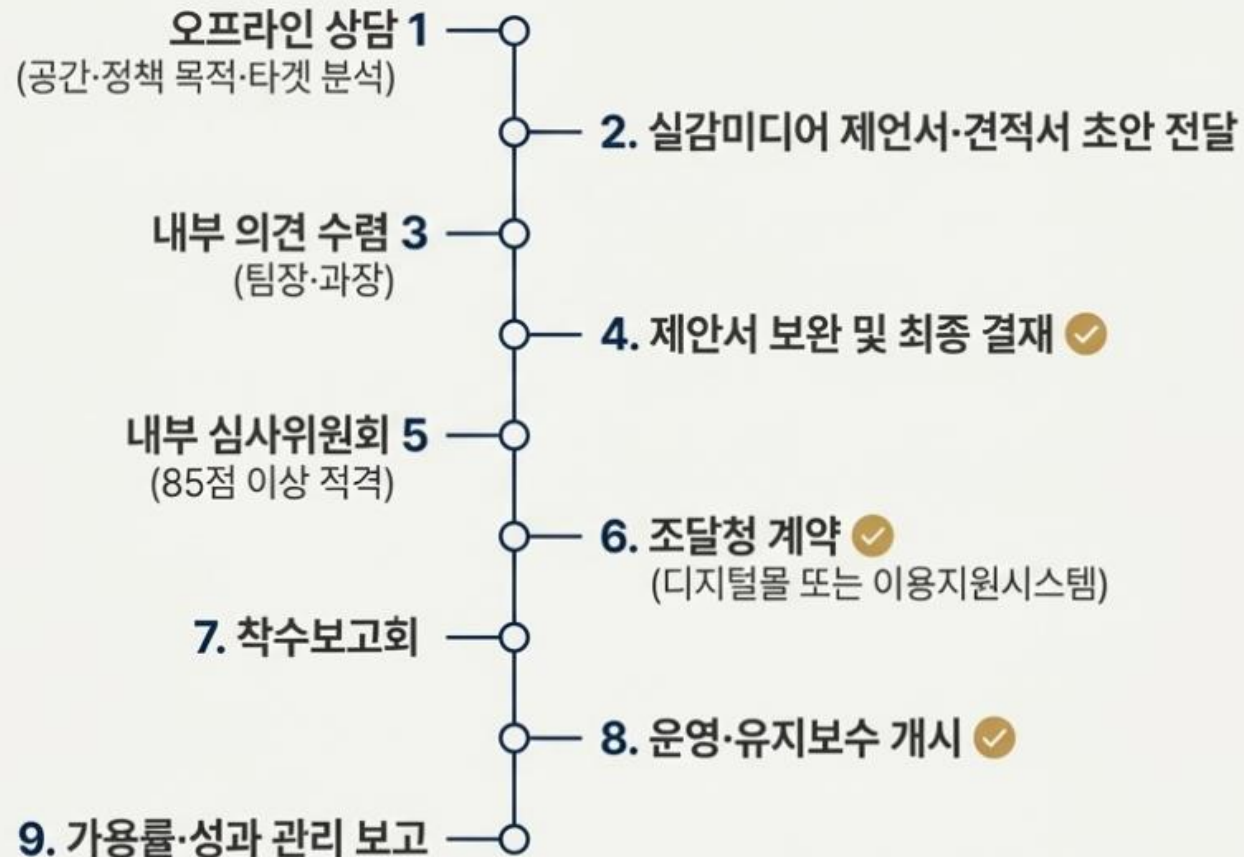 오프라인 상담 1
(공간·정책 목적·타겟 분석)
2. 실감미디어 제언서·견적서 초안 전달
내부 의견 수렴 3
(팀장·과장)
4. 제안서 보완 및 최종 결재
내부 심사위원회 5
(85점 이상 적격)
6. 조달청 계약
(디지털몰 또는 이용지원시스템)
7. 착수보고회
8. 운영·유지보수 개시
9. 가용률·성과 관리 보고